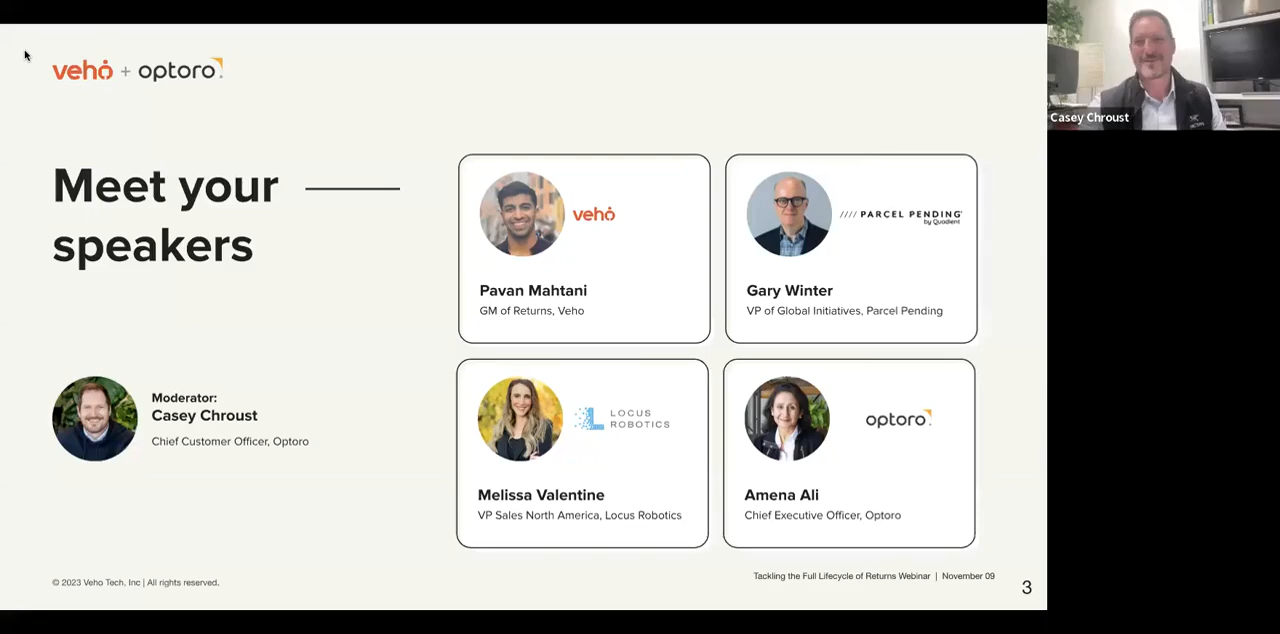 veho + optoro
Meet your
speakers
Moderator:
Casey Chroust
Chief Customer Officer, Optoro
veho
Pavan Mahtani
GM of Returns, Veho
//// PARCEL PENDING
by Quadient
Gary Winter
VP of Global Initiatives, Parcel Pending
LOCUS
ROBOTICS
Melissa Valentine
VP Sales North America, Locus Robotics
optoro
Amena Ali
Chief Executive Officer, Optoro
© 2023 Veho Tech, Inc | All rights reserved.
Tackling the Full Lifecycle of Returns Webinar | November 09
3
Casey Chroust